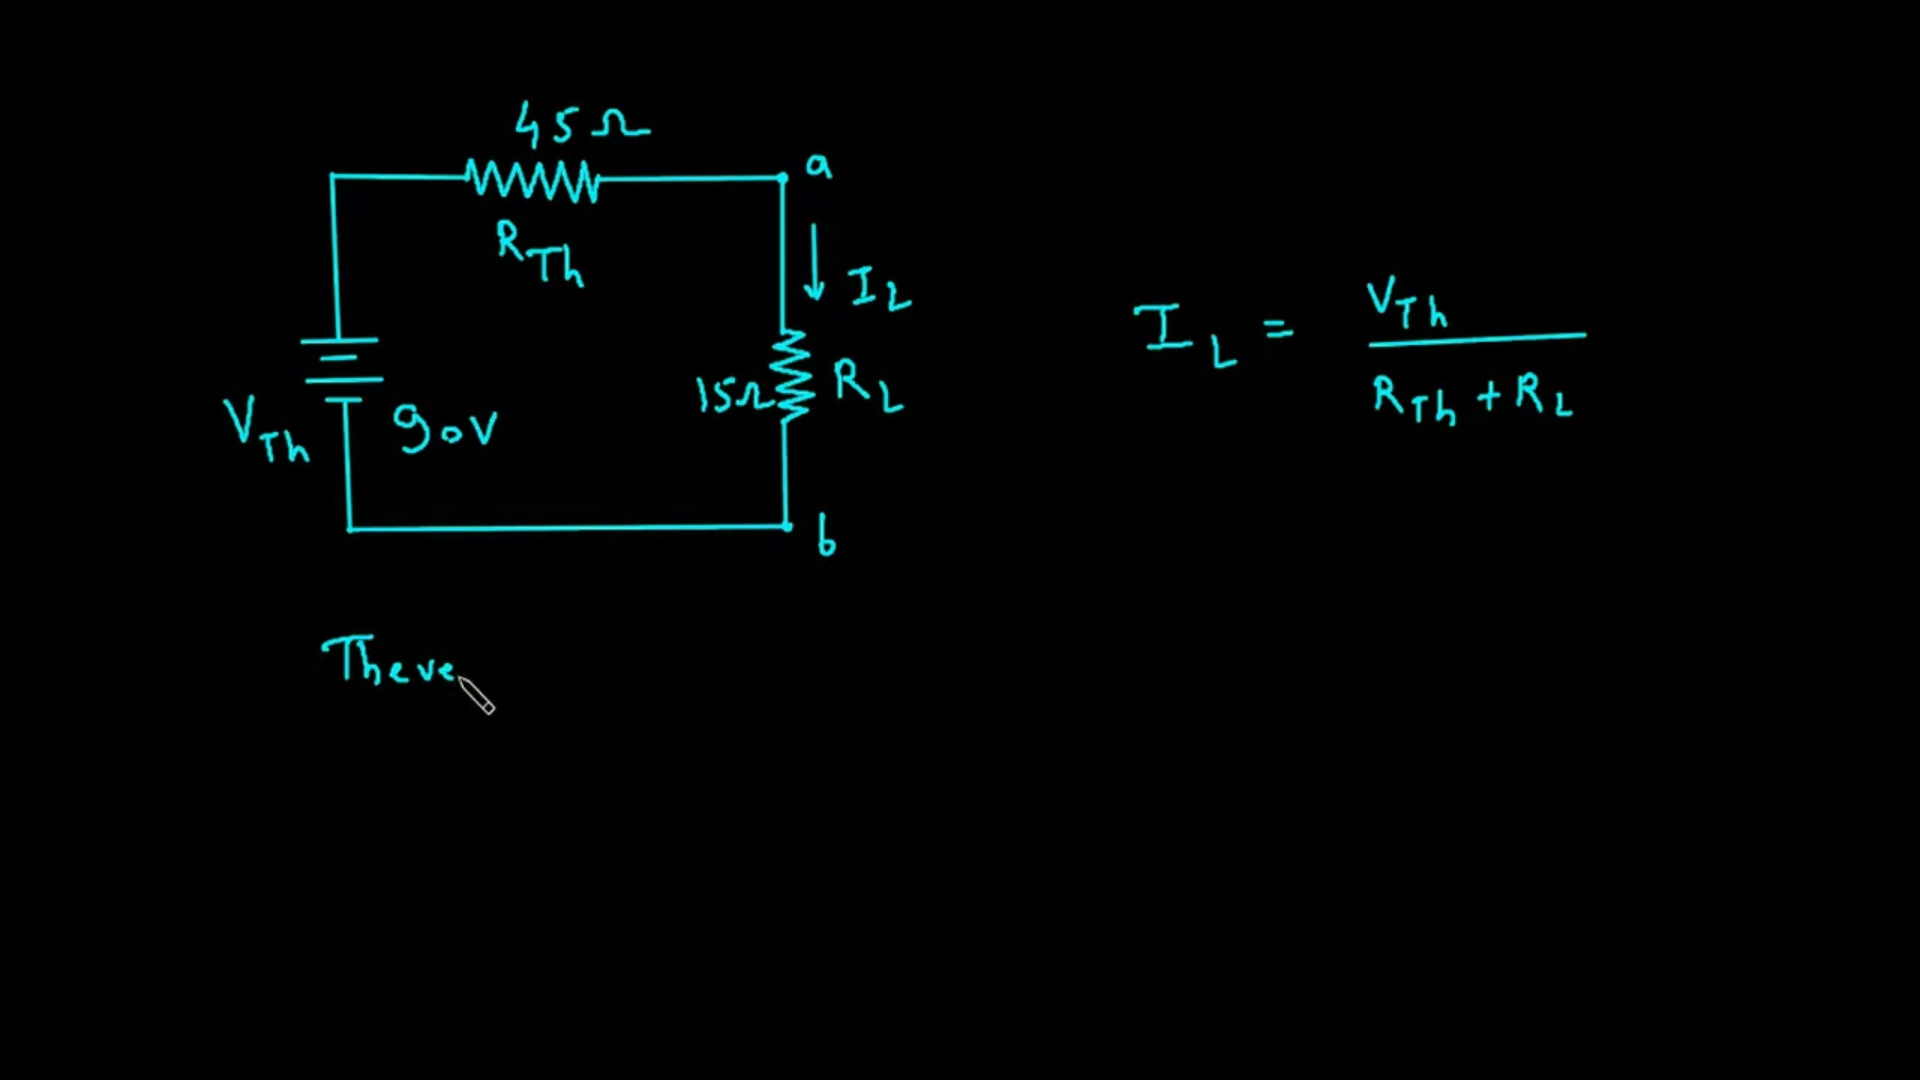 45Ω
a
R_Th
I_L
15Ω R_L
V_Th 90V
b
I_L = V_Th / (R_Th + R_L)
Theve